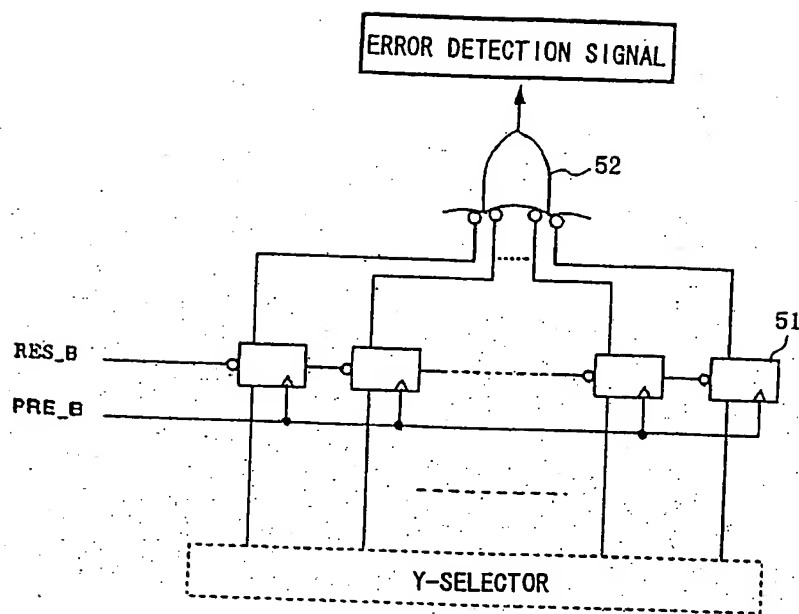 ERROR DETECTION SIGNAL
52
51
RES_B
PRE_B
Y-SELECTOR